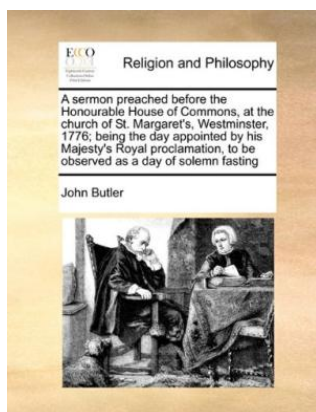 ECCO
Religion and Philosophy
A sermon preached before the
Honourable House of Commons, at the
church of St. Margaret's, Westminster,
1776; being the day appointed by his
Majesty's Royal proclamation, to be
observed as a day of solemn fasting
John Butler